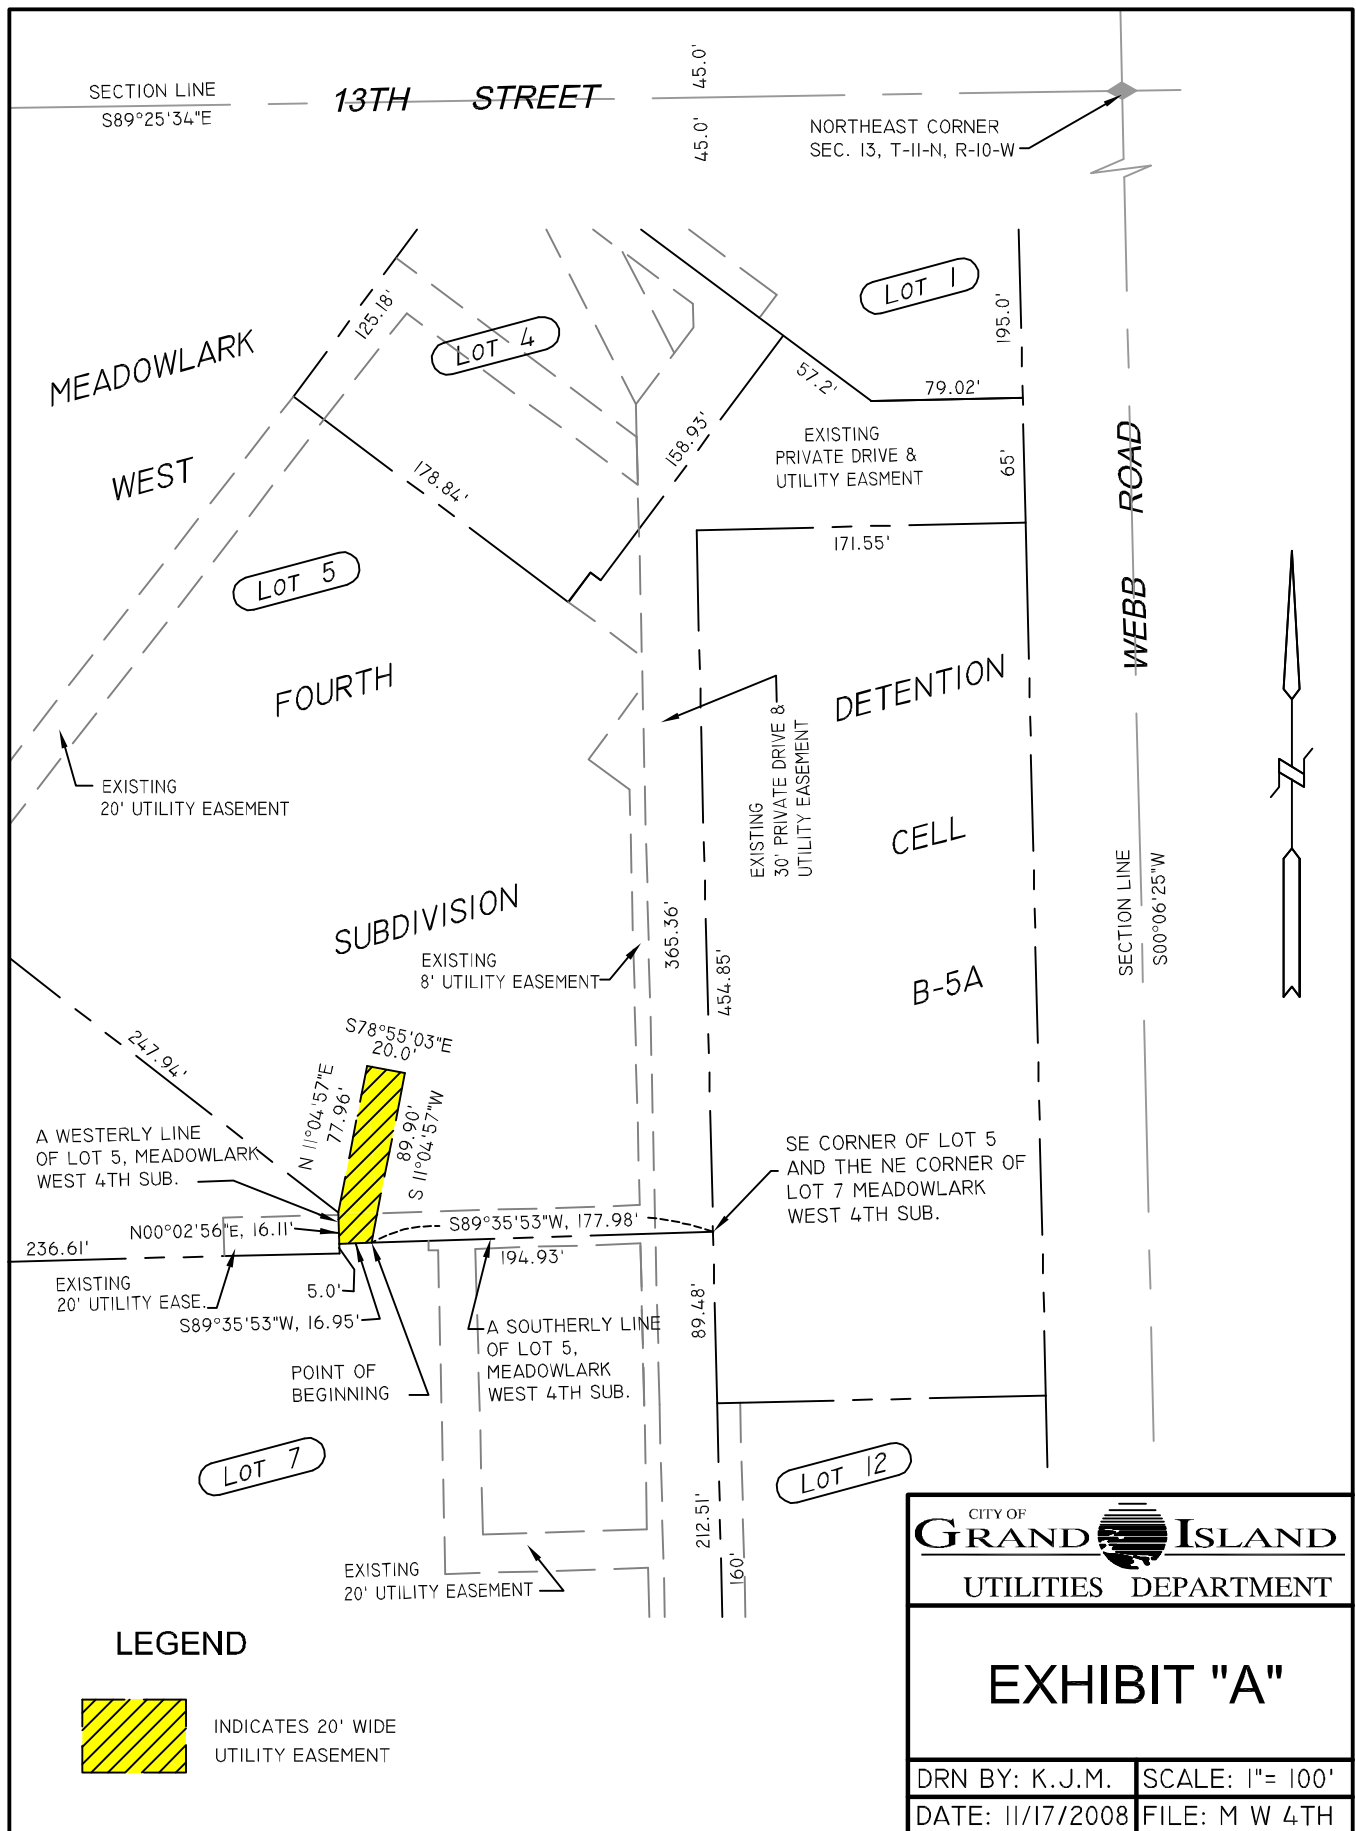 SECTION LINE
S89°25'34"E
13TH STREET
45.0'
45.0'
NORTHEAST CORNER
SEC. 13, T-11-N, R-10-W
LOT 1
195.0'
125.18'
LOT 4
MEADOWLARK
57.2'
79.02'
158.93'
EXISTING
PRIVATE DRIVE &
UTILITY EASMENT
65'
WEST
178.84'
171.55'
WEBB ROAD
LOT 5
FOURTH
DETENTION
EXISTING
30' PRIVATE DRIVE &
UTILITY EASEMENT
EXISTING
20' UTILITY EASEMENT
CELL
SECTION LINE
S00°06'25"W
SUBDIVISION
365.36'
EXISTING
8' UTILITY EASEMENT
454.85'
B-5A
247.94'
S78°55'03"E
20.0'
N 11°04'57"E
77.96'
89.90'
S 11°04'57"W
A WESTERLY LINE
OF LOT 5, MEADOWLARK
WEST 4TH SUB.
SE CORNER OF LOT 5
AND THE NE CORNER OF
LOT 7 MEADOWLARK
WEST 4TH SUB.
N00°02'56"E, 16.11'
S89°35'53"W, 177.98'
236.61'
194.93'
EXISTING
20' UTILITY EASE.
5.0'
S89°35'53"W, 16.95'
89.48'
A SOUTHERLY LINE
OF LOT 5,
MEADOWLARK
WEST 4TH SUB.
POINT OF
BEGINNING
LOT 7
LOT 12
212.51'
160'
EXISTING
20' UTILITY EASEMENT
LEGEND
INDICATES 20' WIDE
UTILITY EASEMENT
CITY OF
GRAND ISLAND
UTILITIES DEPARTMENT
EXHIBIT "A"
DRN BY: K.J.M.
SCALE: 1"= 100'
DATE: 11/17/2008
FILE: M W 4TH